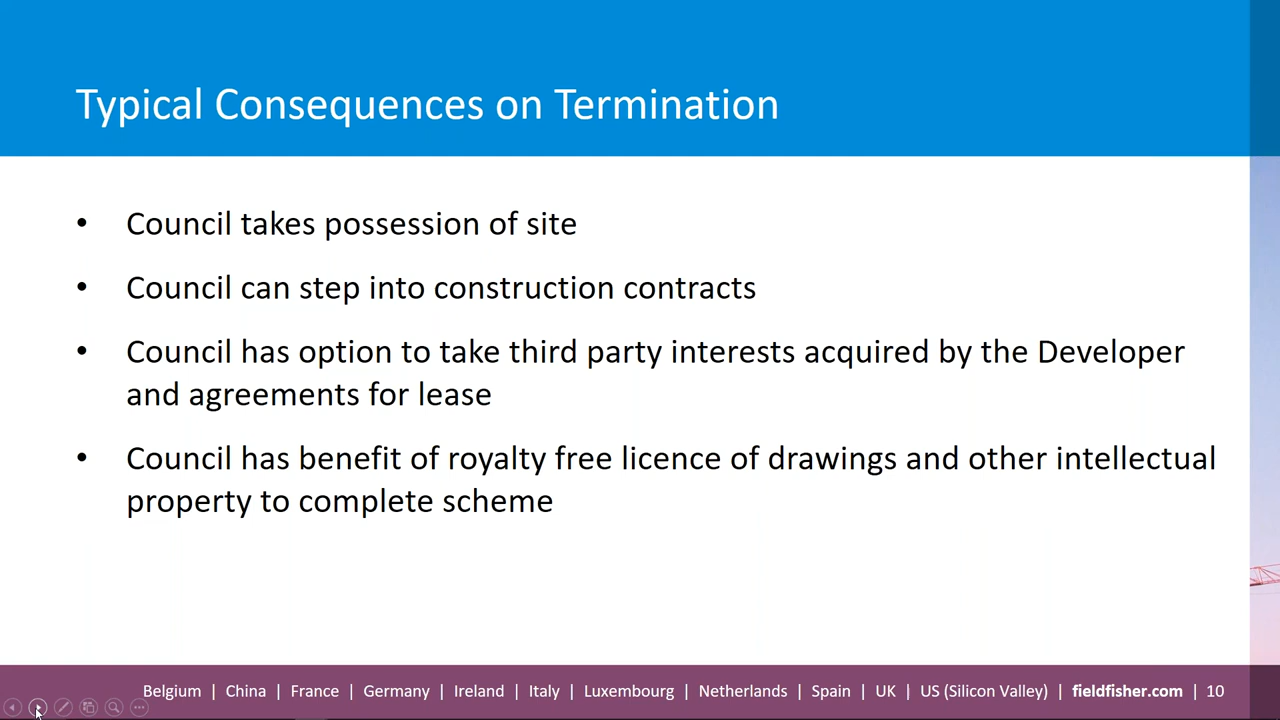 Typical Consequences on Termination
• Council takes possession of site
• Council can step into construction contracts
• Council has option to take third party interests acquired by the Developer
and agreements for lease
• Council has benefit of royalty free licence of drawings and other intellectual
property to complete scheme
Belgium | China | France | Germany | Ireland | Italy | Luxembourg | Netherlands | Spain | UK | US (Silicon Valley) | fieldfisher.com | 10